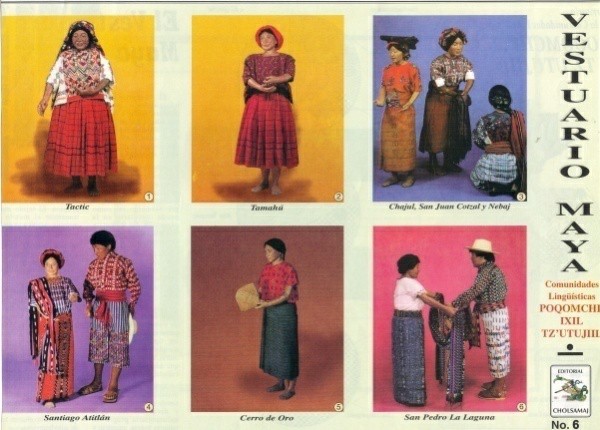 VESTUARIO MAYA
1
Tactic
2
Tamahú
3
Chajul, San Juan Cotzal y Nebaj
4
Santiago Atitlán
5
Cerro de Oro
6
San Pedro La Laguna
Comunidades
Lingüísticas
POQOMCHI
IXIL
TZ'UTUJIIL
EDITORIAL
CHOLSAMAJ
No. 6